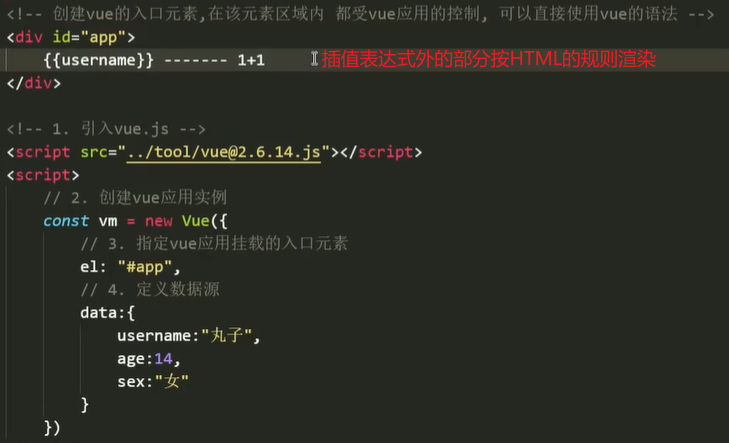 <!-- 创建vue的入口元素,在该元素区域内 都受vue应用的控制, 可以直接使用vue的语法 -->
<div id="app">
{{username}} ------- 1+1 插值表达式外的部分按HTML的规则渲染
</div>
<!-- 1. 引入vue.js -->
<script src="../tool/vue@2.6.14.js"></script>
<script>
// 2. 创建vue应用实例
const vm = new Vue({
// 3. 指定vue应用挂载的入口元素
el: "#app",
// 4. 定义数据源
data:{
username:"丸子",
age:14,
sex:"女"
}
})